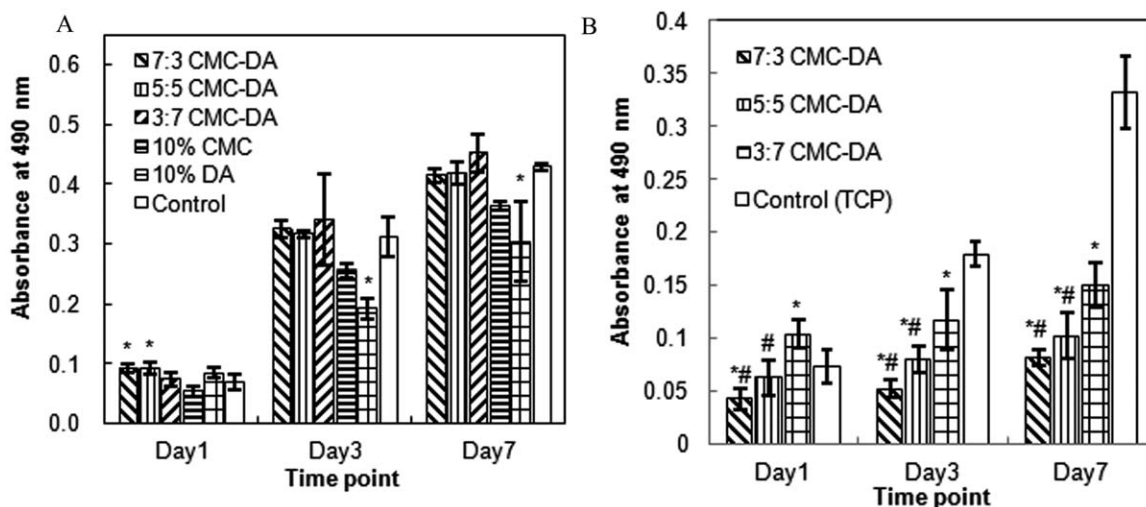 A
Absorbance at 490 nm
0.6
0.5
0.4
0.3
0.2
0.1
0.0
7:3 CMC-DA
5:5 CMC-DA
3:7 CMC-DA
10% CMC
10% DA
Control
* *
*
*
Day1 Day3 Day7
Time point
B
Absorbance at 490 nm
0.4
0.35
0.3
0.25
0.2
0.15
0.1
0.05
0
7:3 CMC-DA
5:5 CMC-DA
3:7 CMC-DA
Control (TCP)
*# # *
*# *# *
*# *# *
Day1 Day3 Day7
Time point